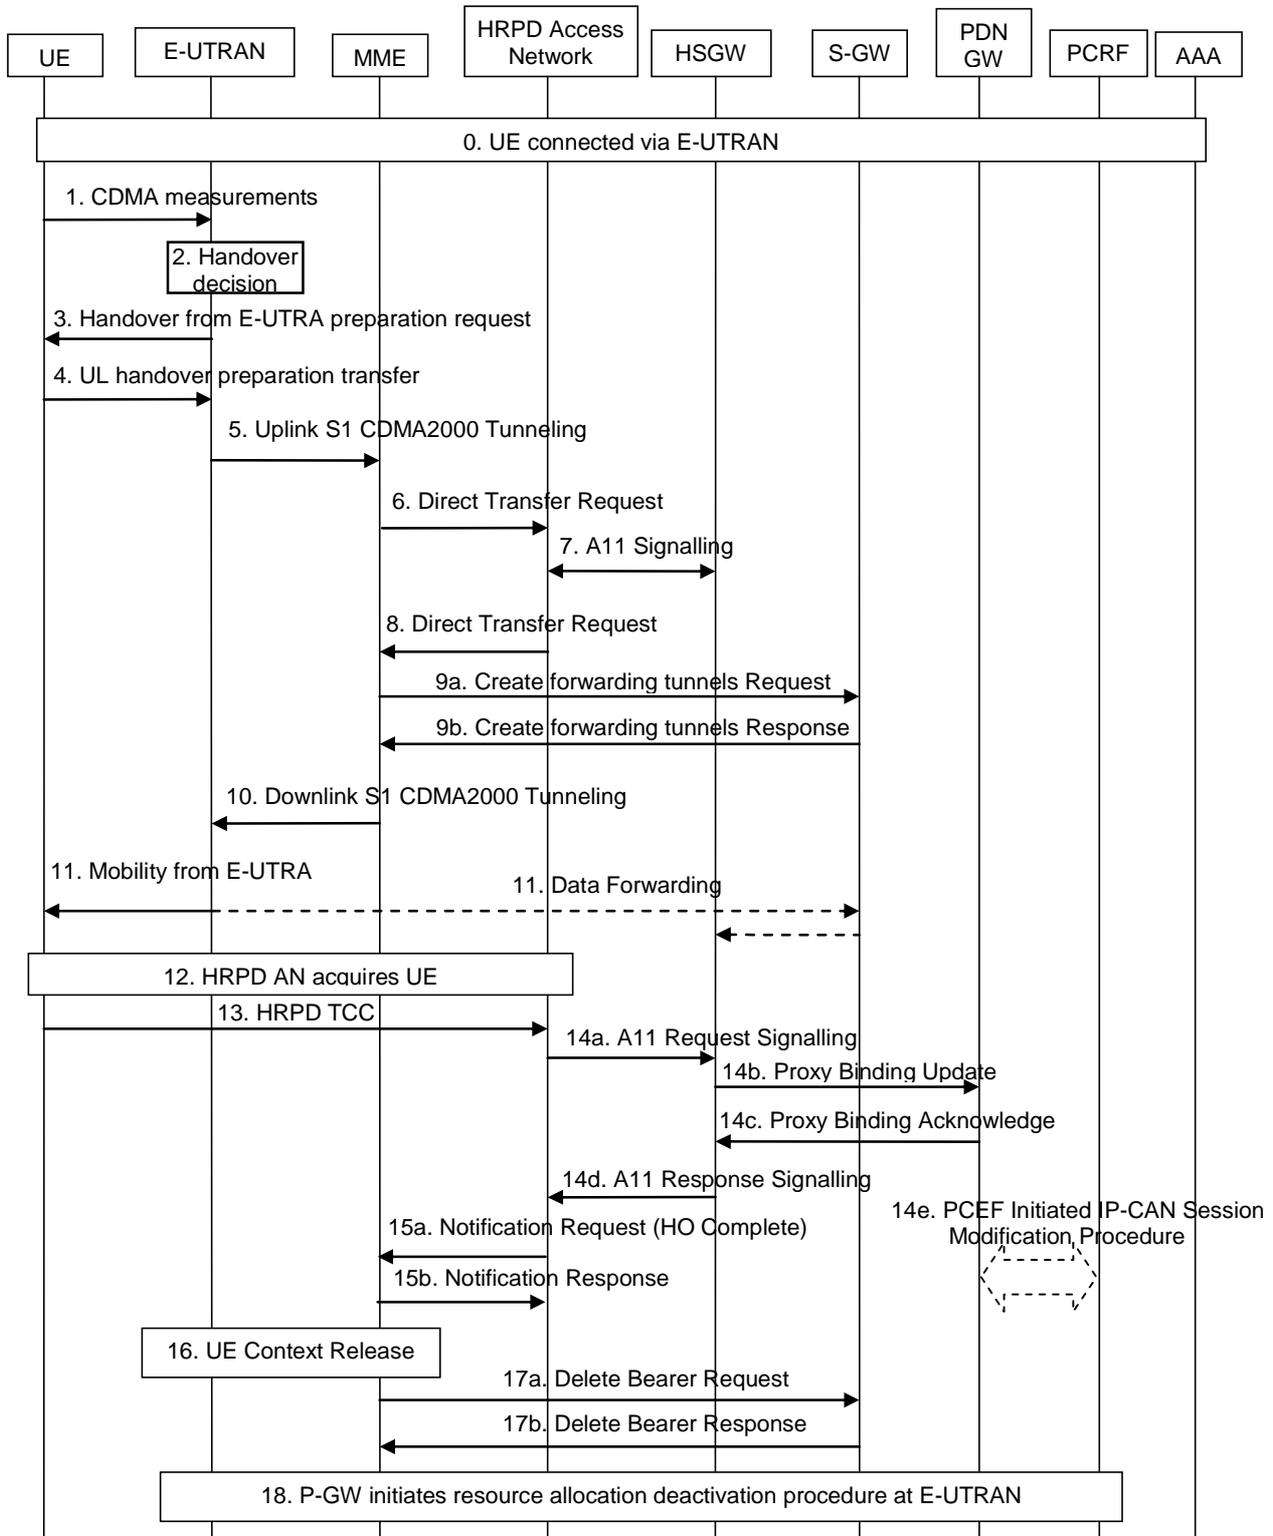 UE
E-UTRAN
MME
HRPD Access
Network
HSGW
S-GW
PDN
GW
PCRF
AAA
0. UE connected via E-UTRAN
1. CDMA measurements
2. Handover
decision
3. Handover from E-UTRA preparation request
4. UL handover preparation transfer
5. Uplink S1 CDMA2000 Tunneling
6. Direct Transfer Request
7. A11 Signalling
8. Direct Transfer Request
9a. Create forwarding tunnels Request
9b. Create forwarding tunnels Response
10. Downlink S1 CDMA2000 Tunneling
11. Mobility from E-UTRA
11. Data Forwarding
12. HRPD AN acquires UE
13. HRPD TCC
14a. A11 Request Signalling
14b. Proxy Binding Update
14c. Proxy Binding Acknowledge
14d. A11 Response Signalling
14e. PCEF Initiated IP-CAN Session
Modification Procedure
15a. Notification Request (HO Complete)
15b. Notification Response
16. UE Context Release
17a. Delete Bearer Request
17b. Delete Bearer Response
18. P-GW initiates resource allocation deactivation procedure at E-UTRAN